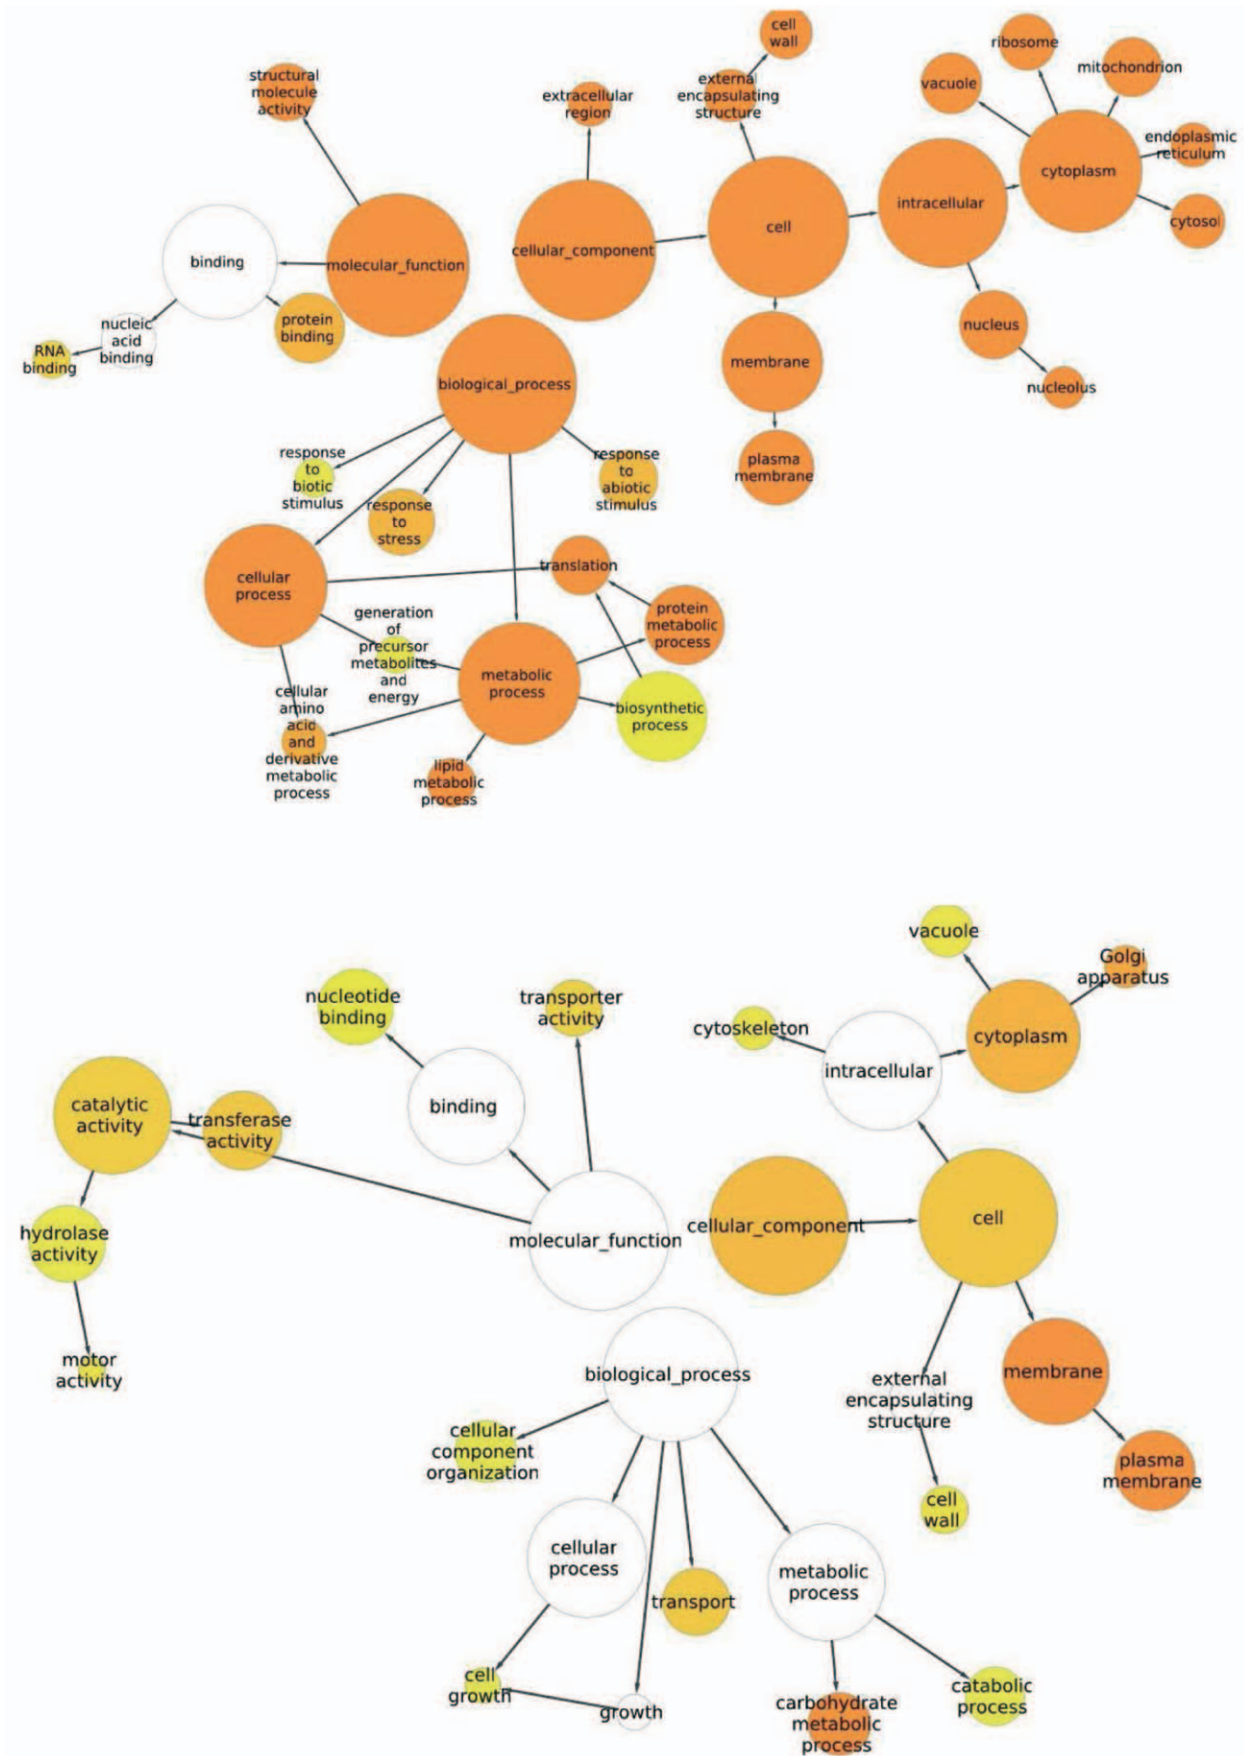 cell
wall
ribosome
mitochondrion
structural
molecule
activity
external
encapsulating
structure
vacuole
extracellular
region
endoplasmic
reticulum
cytoplasm
intracellular
cell
cytosol
cellular_component
binding
molecular_function
nucleic
acid
binding
protein
binding
nucleus
RNA
binding
membrane
biological_process
nucleolus
response
to
biotic
stimulus
response
to
abiotic
stimulus
plasma
membrane
response
to
stress
translation
cellular
process
protein
metabolic
process
generation
of
precursor
metabolites
and
energy
metabolic
process
biosynthetic
process
cellular
amino
acid
and
derivative
metabolic
process
lipid
metabolic
process
vacuole
Golgi
apparatus
nucleotide
binding
transporter
activity
cytoskeleton
cytoplasm
intracellular
catalytic
activity
transferase
activity
binding
cell
cellular_component
hydrolase
activity
molecular_function
motor
activity
biological_process
membrane
external
encapsulating
structure
cellular
component
organization
plasma
membrane
cell
wall
cellular
process
metabolic
process
transport
cell
growth
growth
carbohydrate
metabolic
process
catabolic
process